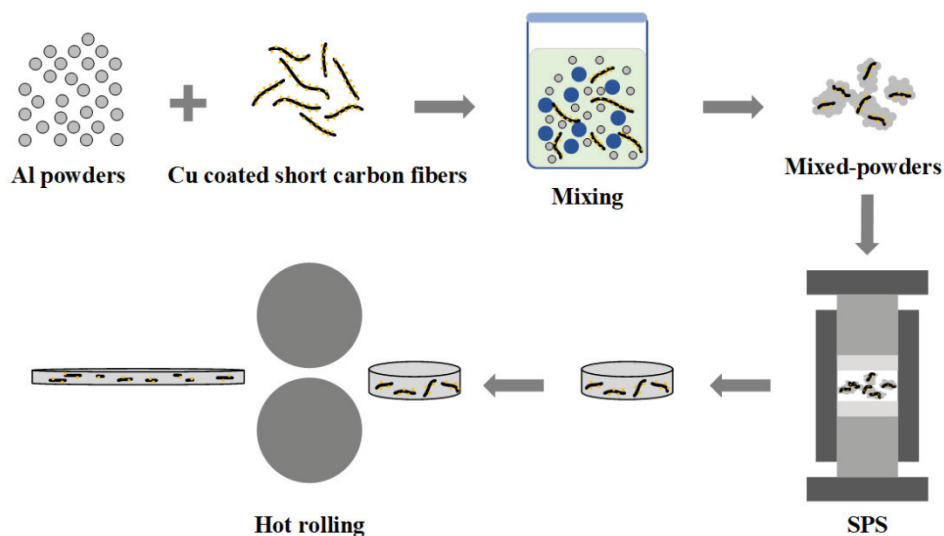 Al powders
Cu coated short carbon fibers
Mixing
Mixed-powders
Hot rolling
SPS